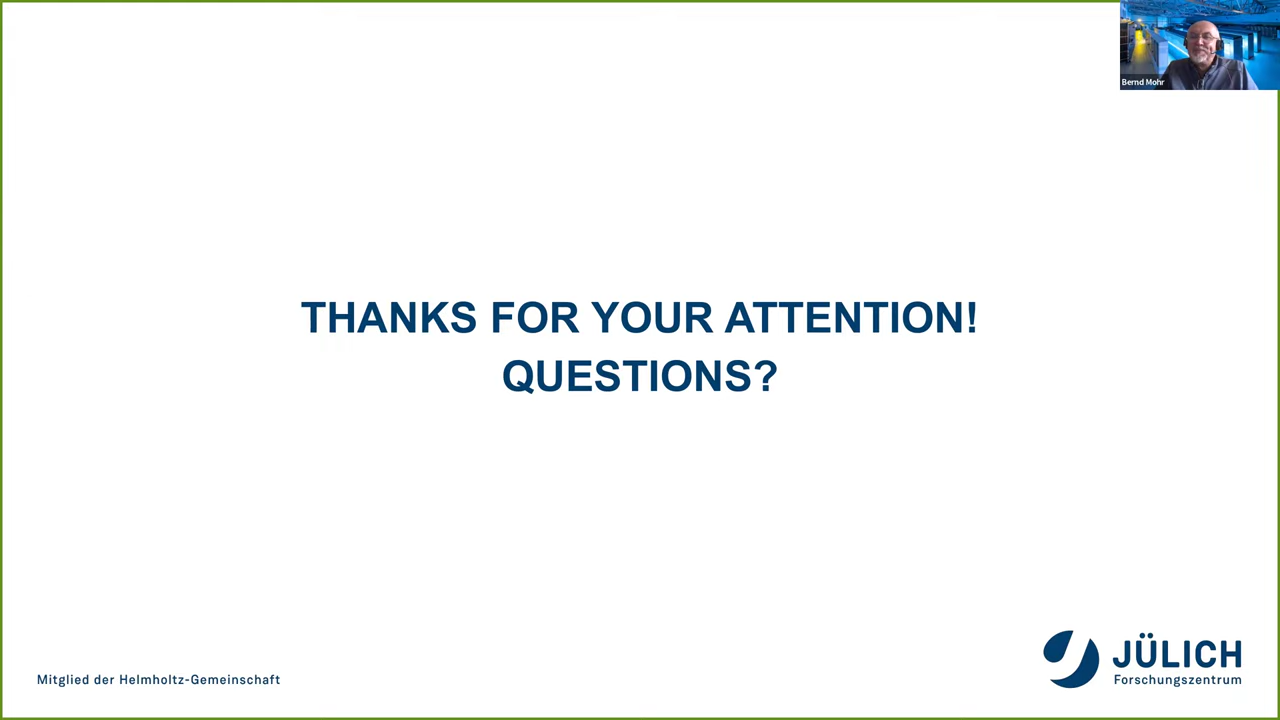 Bernd Mohr
THANKS FOR YOUR ATTENTION!
QUESTIONS?
Mitglied der Helmholtz-Gemeinschaft
JÜLICH
Forschungszentrum